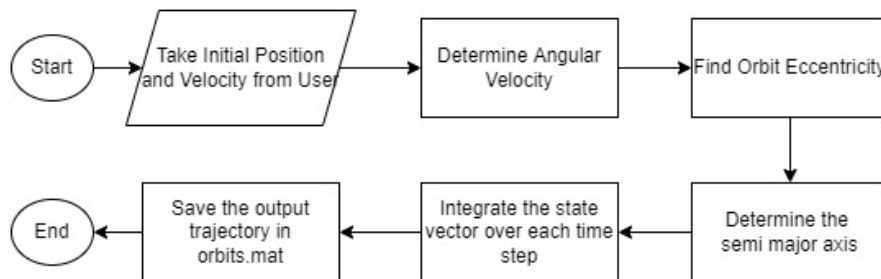 Start
Take Initial Position
and Velocity from User
Determine Angular
Velocity
Find Orbit Eccentricity
Determine the
semi major axis
Integrate the state
vector over each time
step
Save the output
trajectory in
orbits.mat
End